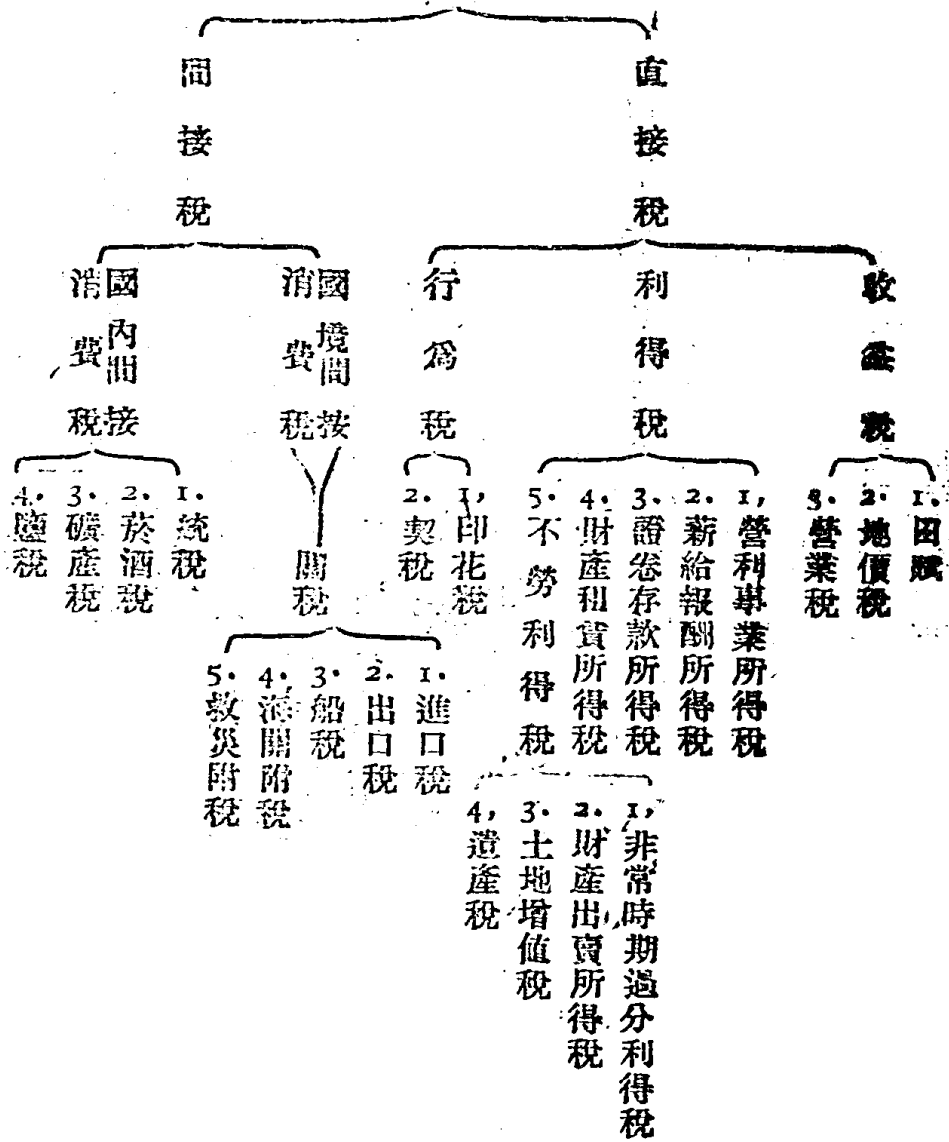 直接稅
收益稅
1.田賦
2.地價稅
3.營業稅
利得稅
1,營利事業所得稅
2.薪給報酬所得稅
3.證卷存款所得稅
4.財產租賃所得稅
5.不勞利得稅
1,非常時期過分利得稅
2.財產出賣所得稅
3.土地增值稅
4,遺產稅
行爲稅
1,印花稅
2.契稅
間接稅
國境間接
消費稅
關稅
1.進口稅
2.出口稅
3.船稅
4.海關附稅
5.救災附稅
國內間接
消費稅
1.統稅
2.菸酒稅
3.礦產稅
4.鹽稅